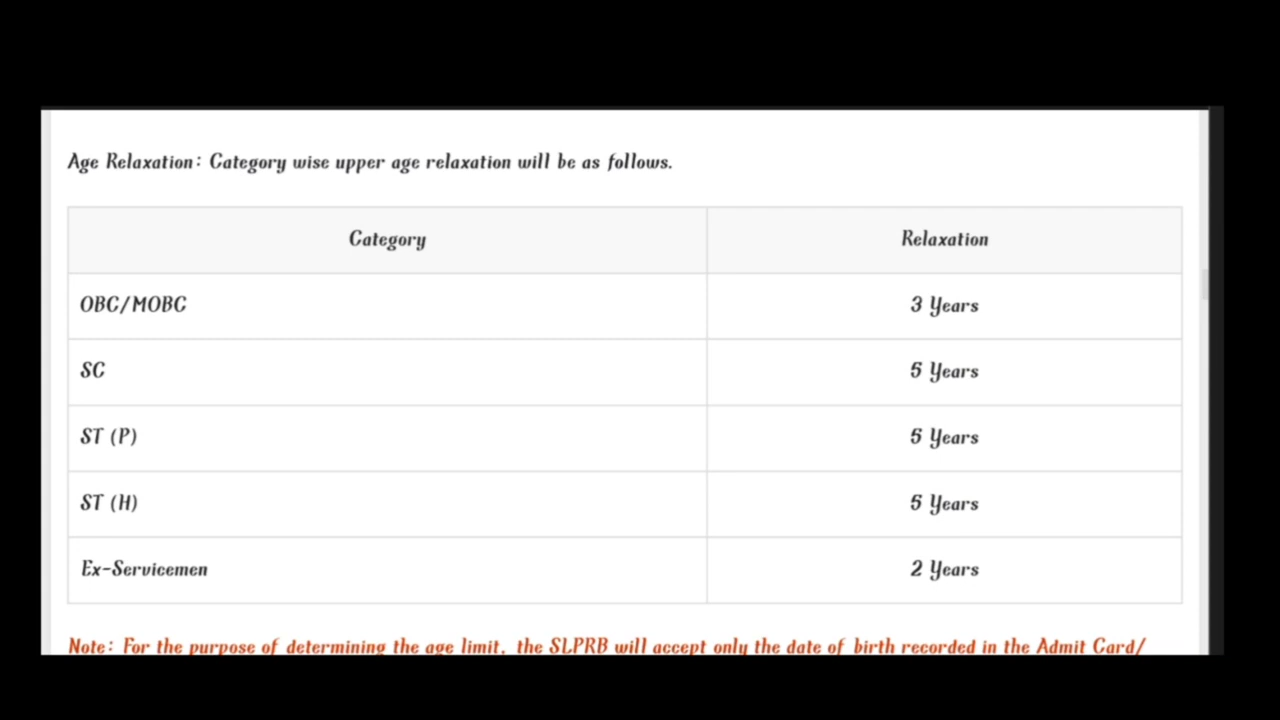 Age Relaxation: Category wise upper age relaxation will be as follows.
Category Relaxation
OBC/MOBC 3 Years
SC 5 Years
ST (P) 5 Years
ST (H) 5 Years
Ex-Servicemen 2 Years
Note: For the purpose of determining the age limit, the SLPRB will accept only the date of birth recorded in the Admit Card/